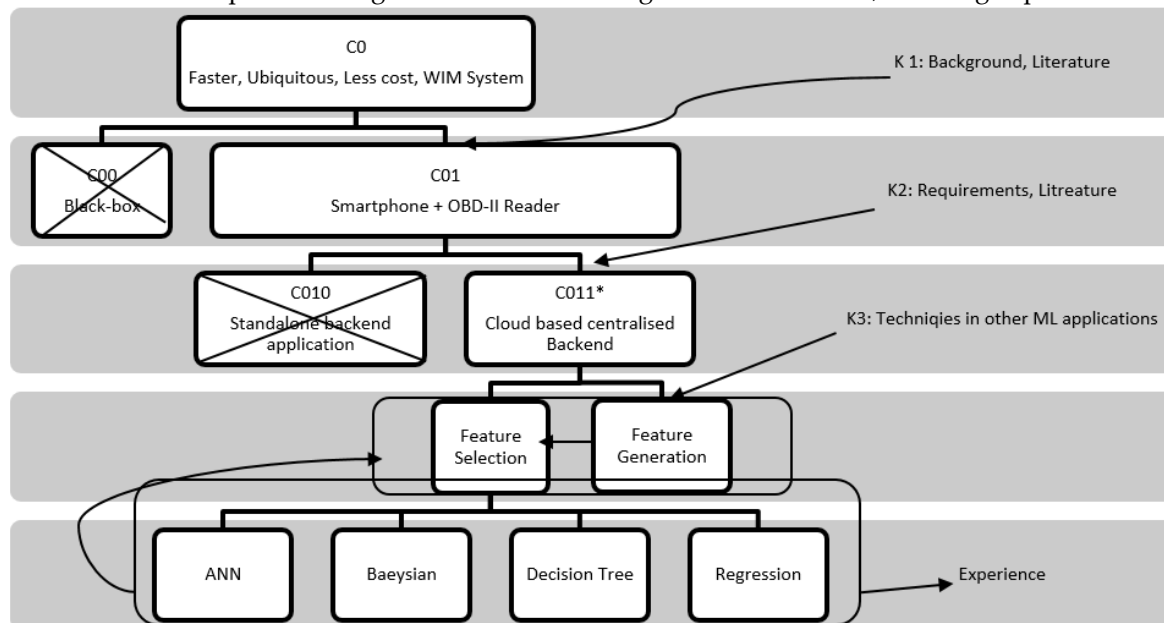 C0
Faster, Ubiquitous, Less cost, WIM System
K 1: Background, Literature
C00
Black-box
C01
Smartphone + OBD-II Reader
K2: Requirements, Litreature
C010
Standalone backend
application
C011*
Cloud based centralised
Backend
K3: Techniqies in other ML applications
Feature
Selection
Feature
Generation
ANN
Baeysian
Decision Tree
Regression
Experience